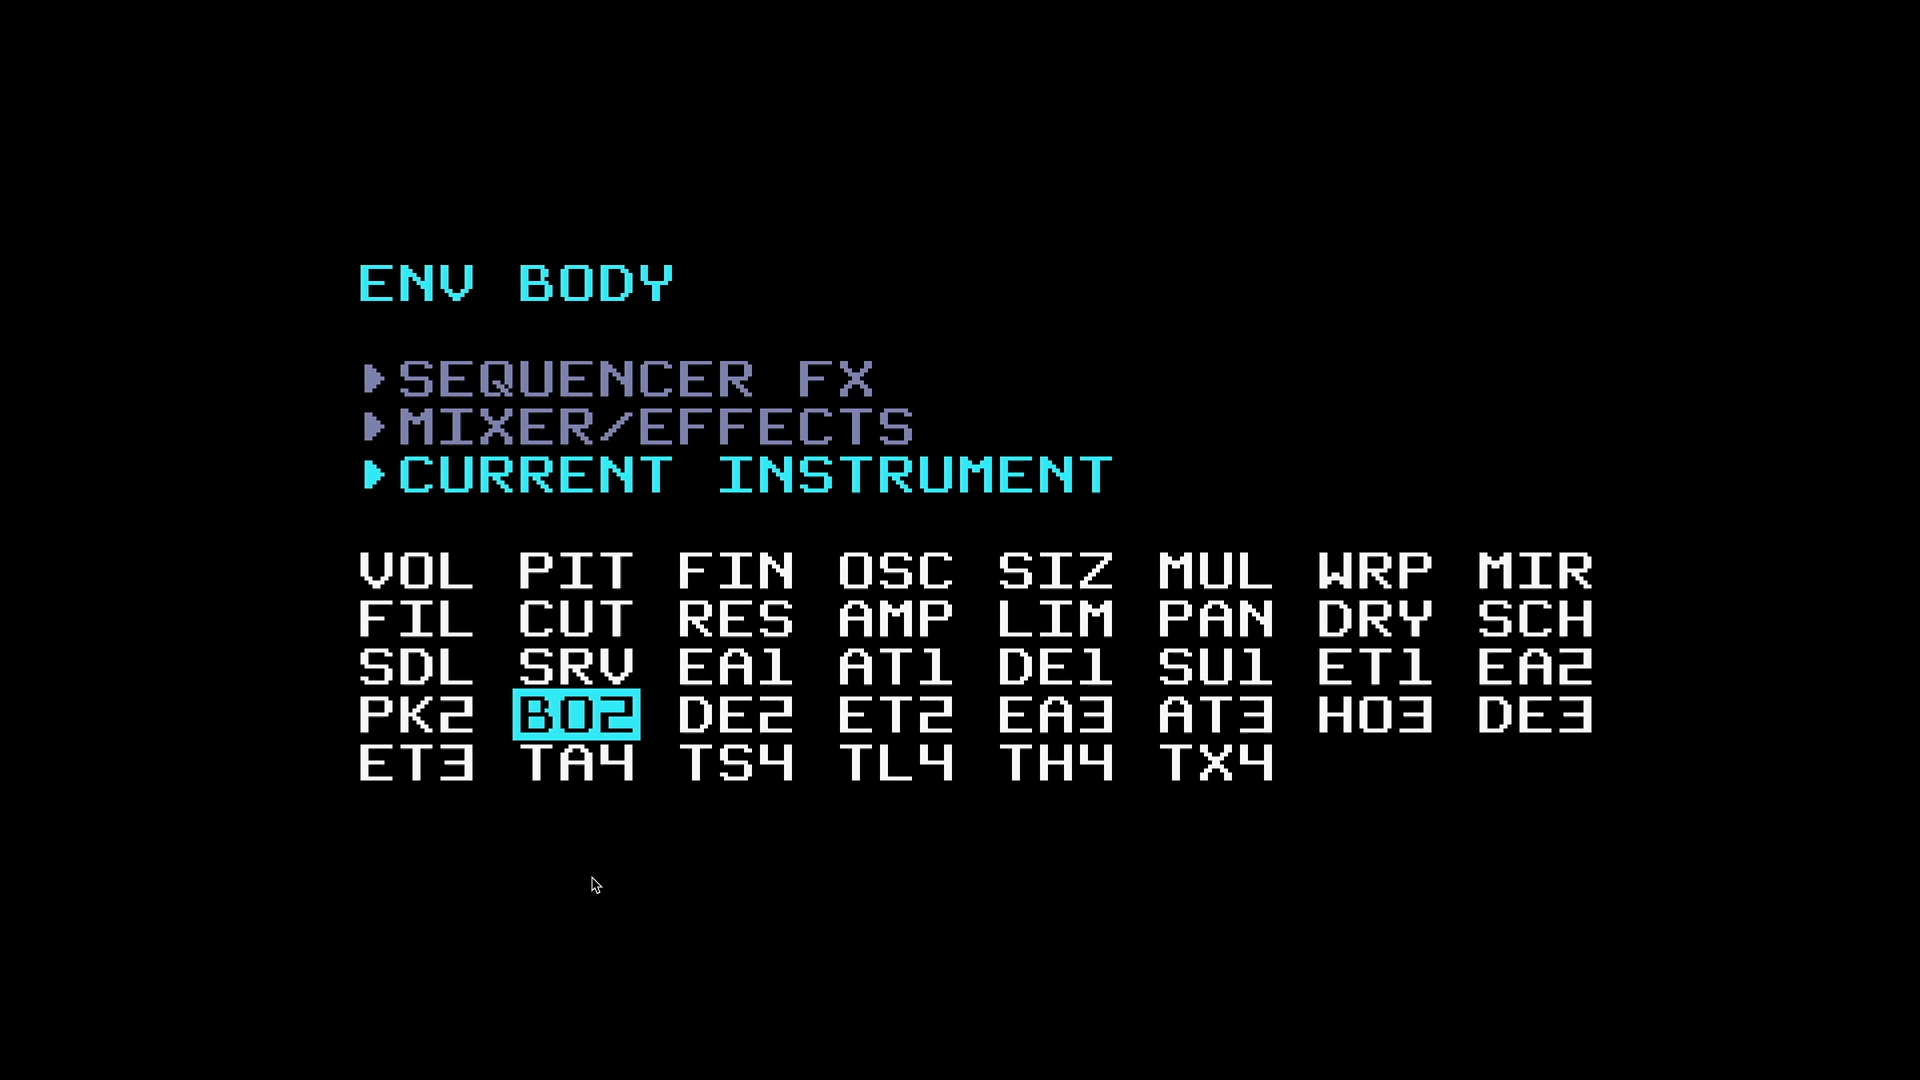 ENV BODY
SEQUENCER FX
MIXER/EFFECTS
CURRENT INSTRUMENT
VOL PIT FIN OSC SIZ MUL WRP MIR
FIL CUT RES AMP LIM PAN DRY SCH
SDL SRV EA1 AT1 DE1 SU1 ET1 EA2
PK2 BO2 DE2 ET2 EA3 AT3 HO3 DE3
ET3 TA4 TS4 TL4 TH4 TX4